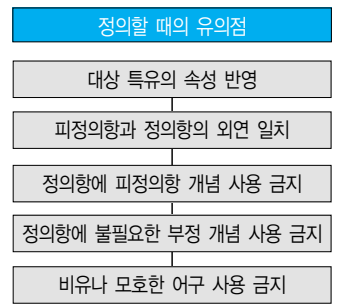 정의할 때의 유의점
대상 특유의 속성 반영
피정의항과 정의항의 외연 일치
정의항에 피정의항 개념 사용 금지
정의항에 불필요한 부정 개념 사용 금지
비유나 모호한 어구 사용 금지